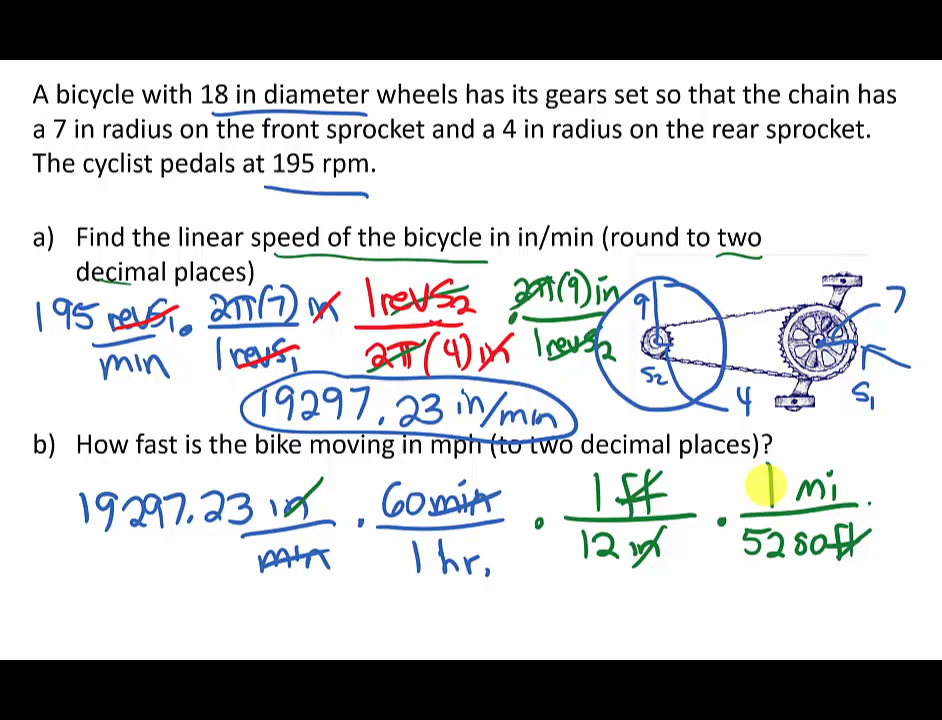 A bicycle with 18 in diameter wheels has its gears set so that the chain has
a 7 in radius on the front sprocket and a 4 in radius on the rear sprocket.
The cyclist pedals at 195 rpm.
a) Find the linear speed of the bicycle in in/min (round to two
decimal places)
195 revs1/min · 2π(7) in/1 revs1 · 1 revs2/2π(4) in · 2π(9) in/1 revs2
9
7
S2
4
S1
19297.23 in/min
b) How fast is the bike moving in mph (to two decimal places)?
19297.23 in/min · 60 min/1 hr. · 1 ft/12 in · 1 mi/5280 ft